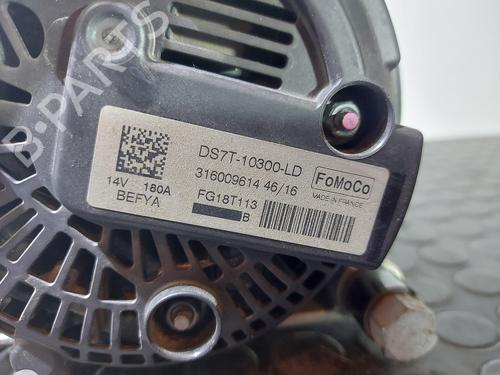 DS7T-10300-LD
316009614 46/16
FoMoCo
MADE IN FRANCE
14V 180A
FG18T113
BEFYA
B
B-PARTS